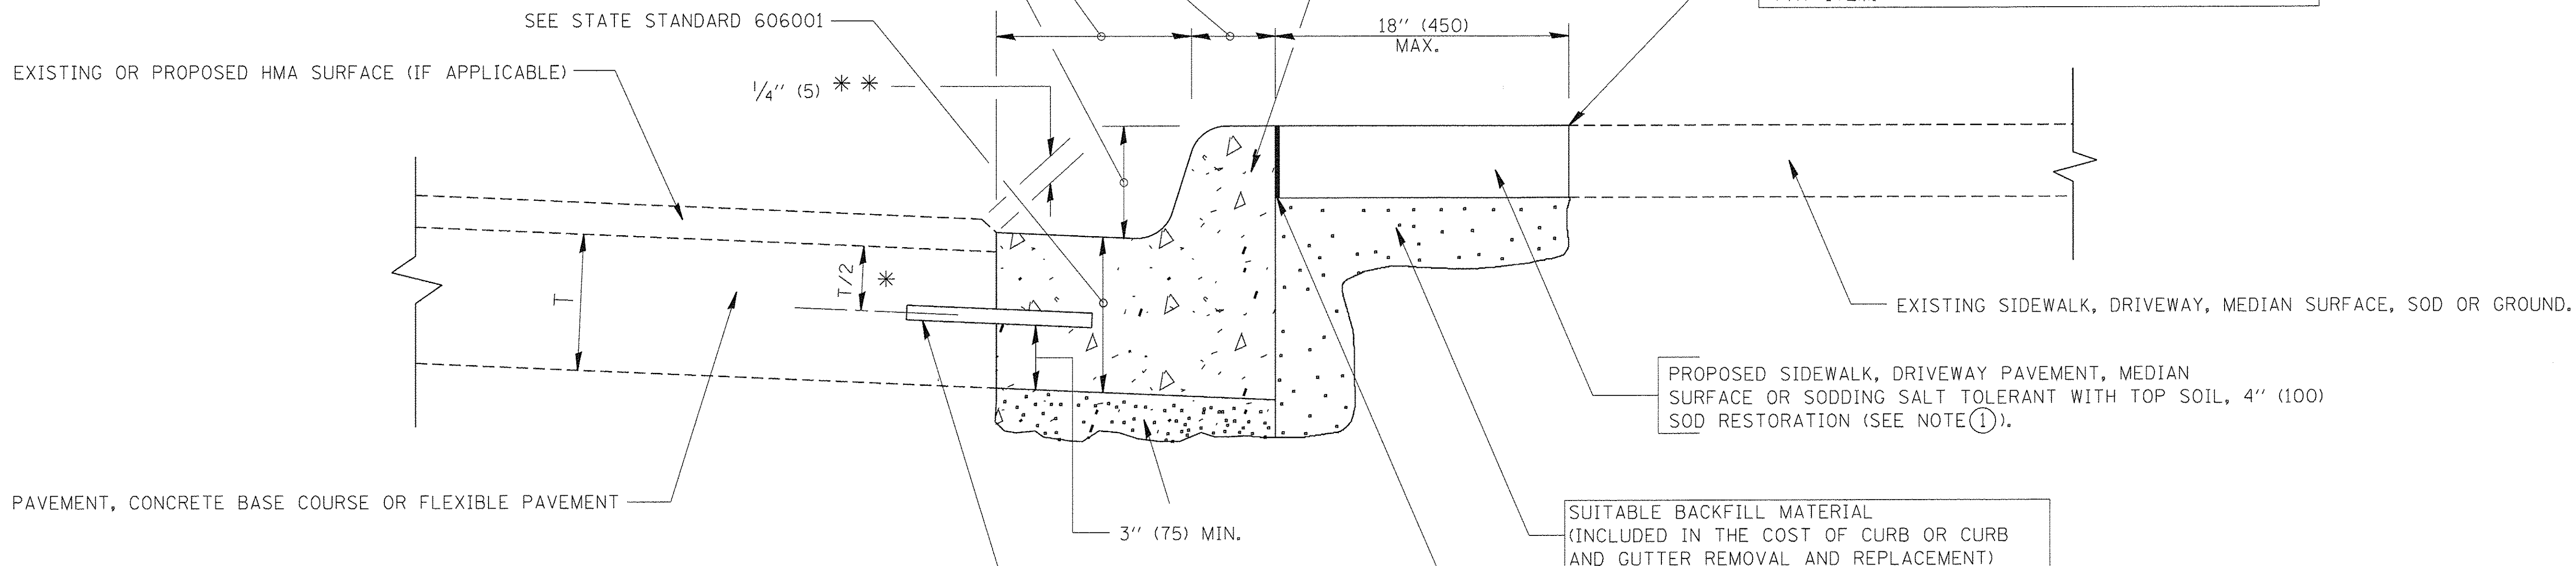 SEE STATE STANDARD 606001
18" (450)
MAX.
EXISTING OR PROPOSED HMA SURFACE (IF APPLICABLE)
1/4" (5) * *
T
T/2
*
EXISTING SIDEWALK, DRIVEWAY, MEDIAN SURFACE, SOD OR GROUND.
PROPOSED SIDEWALK, DRIVEWAY PAVEMENT, MEDIAN
SURFACE OR SODDING SALT TOLERANT WITH TOP SOIL, 4" (100)
SOD RESTORATION (SEE NOTE ①).
PAVEMENT, CONCRETE BASE COURSE OR FLEXIBLE PAVEMENT
3" (75) MIN.
SUITABLE BACKFILL MATERIAL
(INCLUDED IN THE COST OF CURB OR CURB
AND GUTTER REMOVAL AND REPLACEMENT)